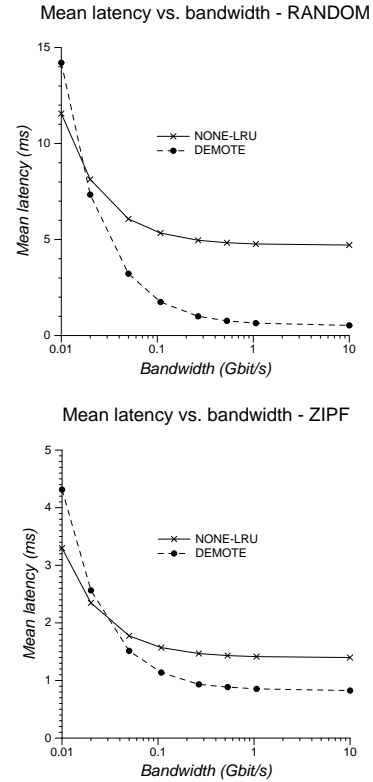 Mean latency vs. bandwidth - RANDOM
15
10
5
0
Mean latency (ms)
NONE-LRU
DEMOTE
0.01 0.1 1 10
Bandwidth (Gbit/s)
Mean latency vs. bandwidth - ZIPF
5
4
3
2
1
0
Mean latency (ms)
NONE-LRU
DEMOTE
0.01 0.1 1 10
Bandwidth (Gbit/s)